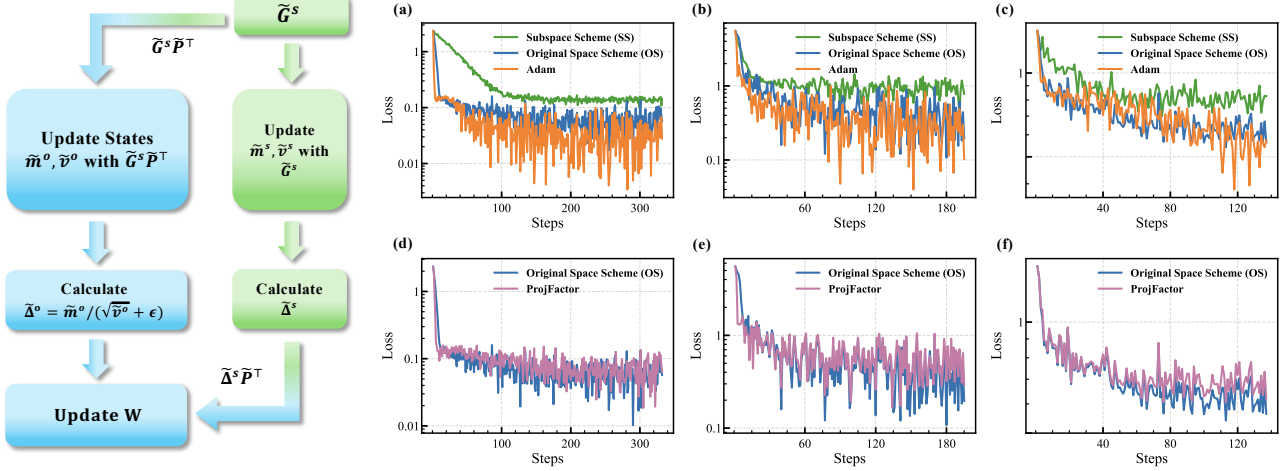 G̃ˢ
G̃ˢP̃ᵀ
Update States
m̃ᵒ, ṽᵒ with G̃ˢP̃ᵀ
Update
m̃ˢ, ṽˢ with
G̃ˢ
Calculate
Δ̃ᵒ = m̃ᵒ/(√ṽᵒ + ϵ)
Calculate
Δ̃ˢ
Δ̃ˢP̃ᵀ
Update W
(a)
Subspace Scheme (SS)
Original Space Scheme (OS)
Adam
Loss
1
0.1
0.01
100
200
300
Steps
(b)
Subspace Scheme (SS)
Original Space Scheme (OS)
Adam
Loss
1
0.1
60
120
180
Steps
(c)
Subspace Scheme (SS)
Original Space Scheme (OS)
Adam
Loss
1
40
80
120
Steps
(d)
Original Space Scheme (OS)
ProjFactor
Loss
1
0.1
0.01
100
200
300
Steps
(e)
Original Space Scheme (OS)
ProjFactor
Loss
1
0.1
60
120
180
Steps
(f)
Original Space Scheme (OS)
ProjFactor
Loss
1
40
80
120
Steps